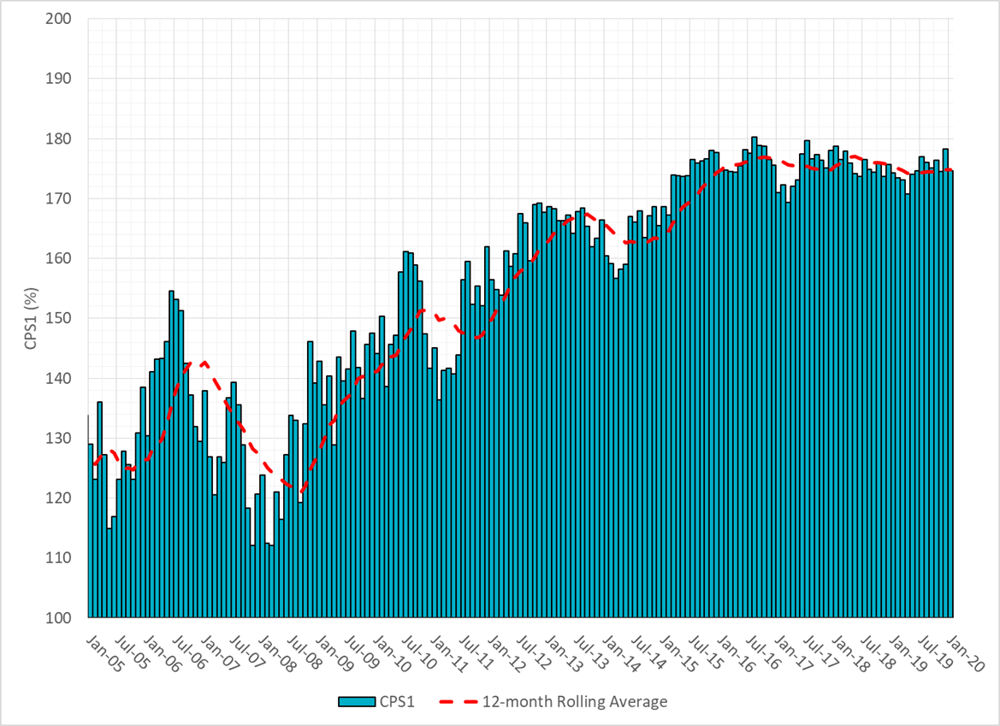 200
190
180
170
160
150
140
130
120
110
100
CPS1 (%)
Jan-05
Jul-05
Jan-06
Jul-06
Jan-07
Jul-07
Jan-08
Jul-08
Jan-09
Jul-09
Jan-10
Jul-10
Jan-11
Jul-11
Jan-12
Jul-12
Jan-13
Jul-13
Jan-14
Jul-14
Jan-15
Jul-15
Jan-16
Jul-16
Jan-17
Jul-17
Jan-18
Jul-18
Jan-19
Jul-19
Jan-20
CPS1
12-month Rolling Average